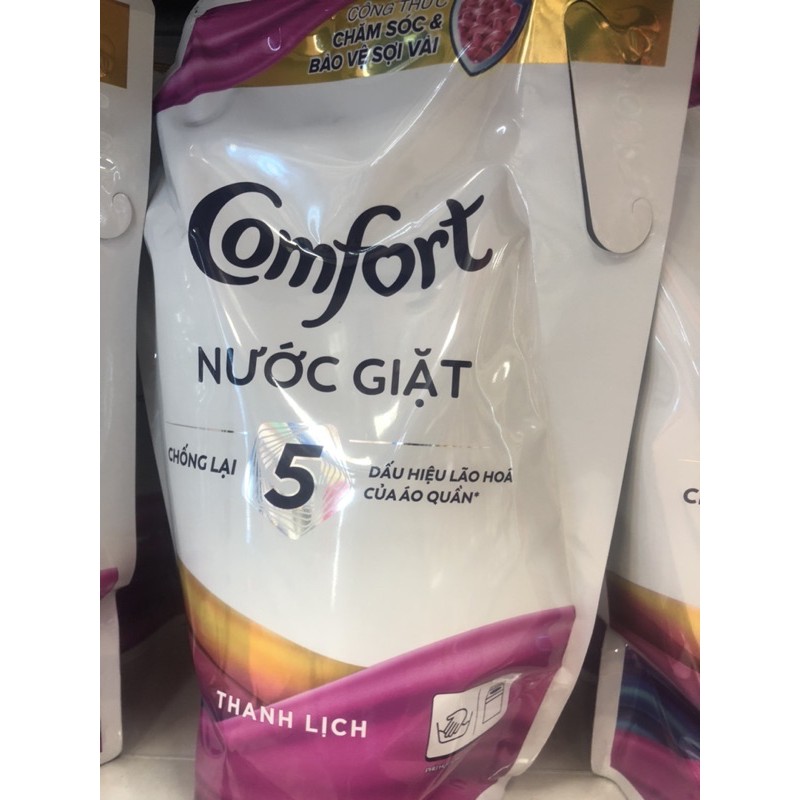 CÔNG THỨC
CHĂM SÓC &
BẢO VỆ SỢI VẢI
Comfort
NƯỚC GIẶT
CHỐNG LẠI
5
DẤU HIỆU LÃO HOÁ
CỦA ÁO QUẦN*
THANH LỊCH